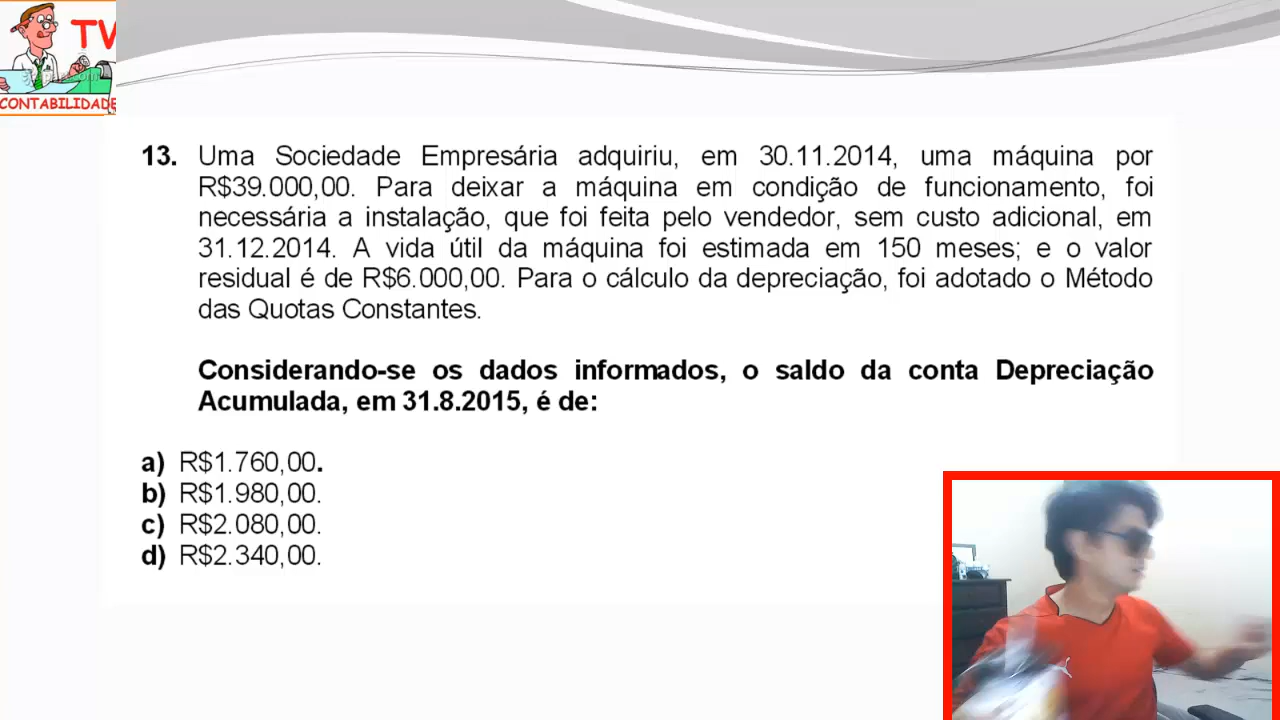 TV
CONTABILIDADE
13. Uma Sociedade Empresária adquiriu, em 30.11.2014, uma máquina por
R$39.000,00. Para deixar a máquina em condição de funcionamento, foi
necessária a instalação, que foi feita pelo vendedor, sem custo adicional, em
31.12.2014. A vida útil da máquina foi estimada em 150 meses; e o valor
residual é de R$6.000,00. Para o cálculo da depreciação, foi adotado o Método
das Quotas Constantes.
Considerando-se os dados informados, o saldo da conta Depreciação
Acumulada, em 31.8.2015, é de:
a) R$1.760,00.
b) R$1.980,00.
c) R$2.080,00.
d) R$2.340,00.